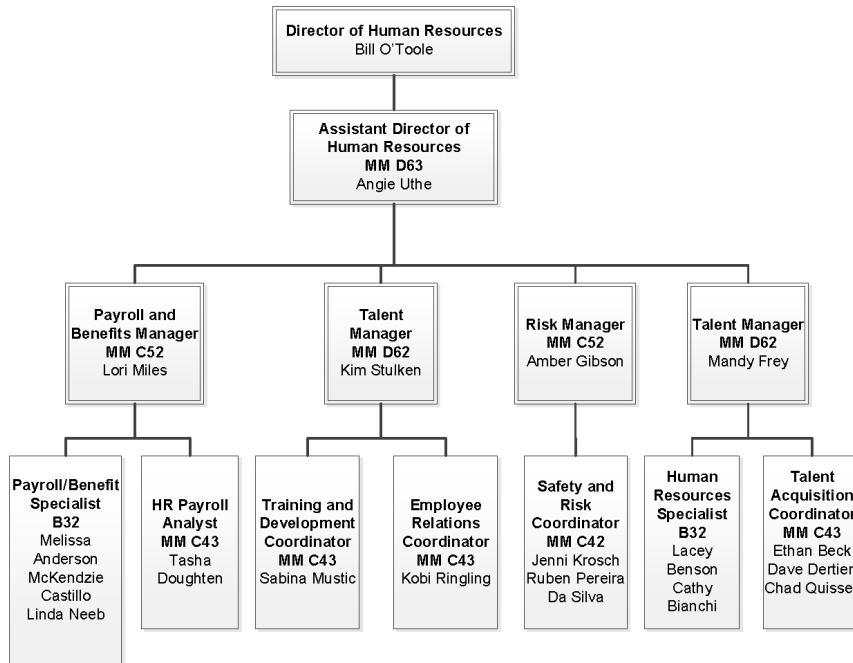 Director of Human Resources
Bill O'Toole
Assistant Director of
Human Resources
MM D63
Angie Uthe
Payroll and
Benefits Manager
MM C52
Lori Miles
Talent
Manager
MM D62
Kim Stulken
Risk Manager
MM C52
Amber Gibson
Talent Manager
MM D62
Mandy Frey
Payroll/Benefit
Specialist
B32
Melissa
Anderson
McKendzie
Castillo
Linda Neeb
HR Payroll
Analyst
MM C43
Tasha
Doughten
Training and
Development
Coordinator
MM C43
Sabina Mustic
Employee
Relations
Coordinator
MM C43
Kobi Ringling
Safety and
Risk
Coordinator
MM C42
Jenni Krosch
Ruben Pereira
Da Silva
Human
Resources
Specialist
B32
Lacey
Benson
Cathy
Bianchi
Talent
Acquisition
Coordinator
MM C43
Ethan Beck
Dave Dertien
Chad